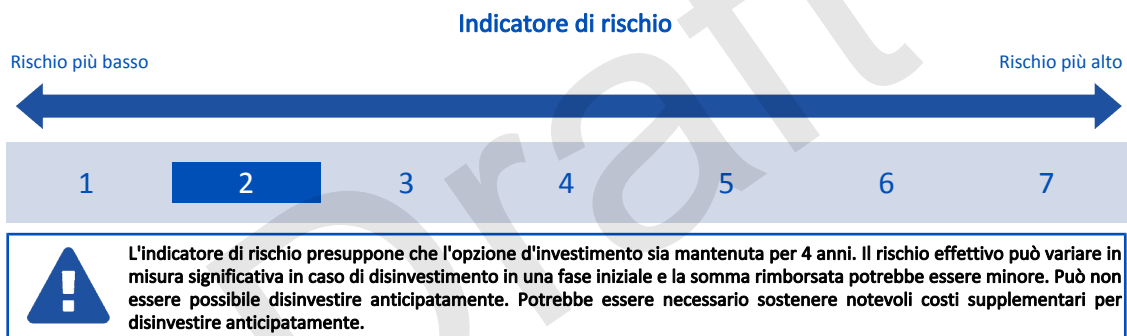 Indicatore di rischio
Rischio più basso Rischio più alto
1 2 3 4 5 6 7
L'indicatore di rischio presuppone che l'opzione d'investimento sia mantenuta per 4 anni. Il rischio effettivo può variare in
misura significativa in caso di disinvestimento in una fase iniziale e la somma rimborsata potrebbe essere minore. Può non
essere possibile disinvestire anticipatamente. Potrebbe essere necessario sostenere notevoli costi supplementari per
disinvestire anticipatamente.
Draft